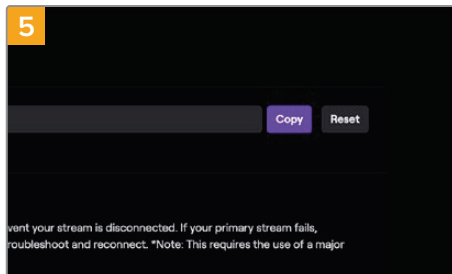 5
Copy Reset
vent your stream is disconnected. If your primary stream fails,
roubleshoot and reconnect. *Note: This requires the use of a major